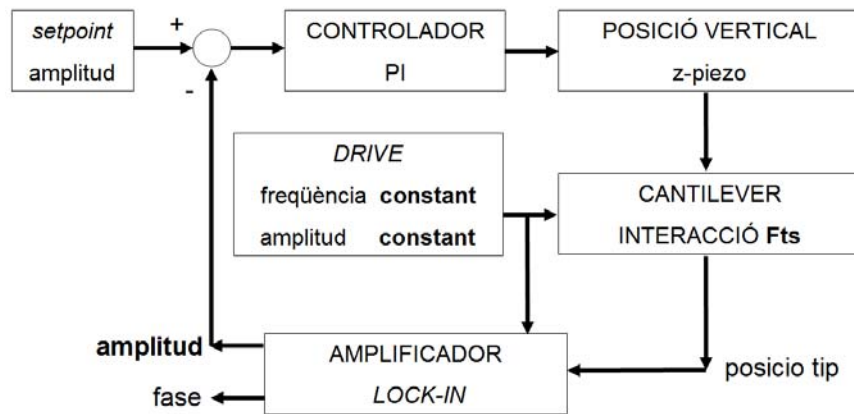 setpoint
amplitud
+
-
CONTROLADOR
PI
POSICIÓ VERTICAL
z-piezo
DRIVE
freqüència constant
amplitud constant
CANTILEVER
INTERACCIÓ Fts
amplitud
fase
AMPLIFICADOR
LOCK-IN
posicio tip